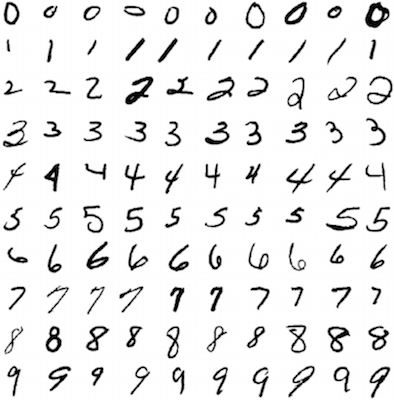 0 0 0 0 0 0 0 0 0 0
1 1 1 1 1 1 1 1 1 1
2 2 2 2 2 2 2 2 2 2
3 3 3 3 3 3 3 3 3 3
4 4 4 4 4 4 4 4 4 4
5 5 5 5 5 5 5 5 5 5
6 6 6 6 6 6 6 6 6 6
7 7 7 7 7 7 7 7 7 7
8 8 8 8 8 8 8 8 8 8
9 9 9 9 9 9 9 9 9 9